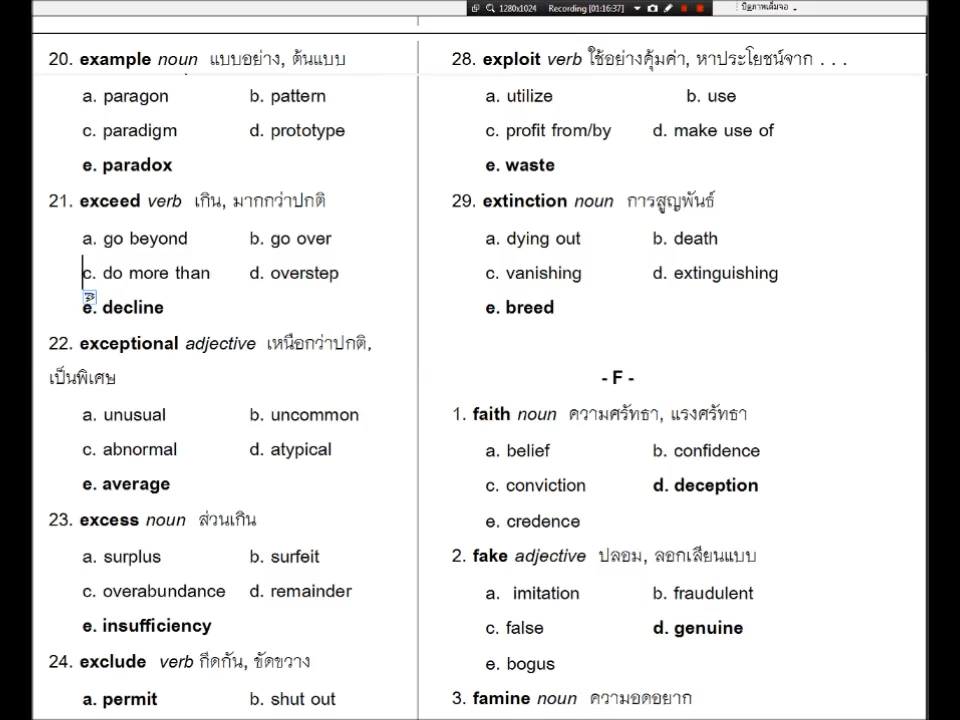 1280x1024 Recording [01:16:37]
20. example noun แบบอย่าง, ต้นแบบ
a. paragon b. pattern
c. paradigm d. prototype
e. paradox
21. exceed verb เกิน, มากกว่าปกติ
a. go beyond b. go over
c. do more than d. overstep
e. decline
22. exceptional adjective เหนือกว่าปกติ,
เป็นพิเศษ
a. unusual b. uncommon
c. abnormal d. atypical
e. average
23. excess noun ส่วนเกิน
a. surplus b. surfeit
c. overabundance d. remainder
e. insufficiency
24. exclude verb กีดกัน, ขัดขวาง
a. permit b. shut out
28. exploit verb ใช้อย่างคุ้มค่า, หาประโยชน์จาก . . .
a. utilize b. use
c. profit from/by d. make use of
e. waste
29. extinction noun การสูญพันธ์
a. dying out b. death
c. vanishing d. extinguishing
e. breed
- F -
1. faith noun ความศรัทธา, แรงศรัทธา
a. belief b. confidence
c. conviction d. deception
e. credence
2. fake adjective ปลอม, ลอกเลียนแบบ
a. imitation b. fraudulent
c. false d. genuine
e. bogus
3. famine noun ความอดอยาก